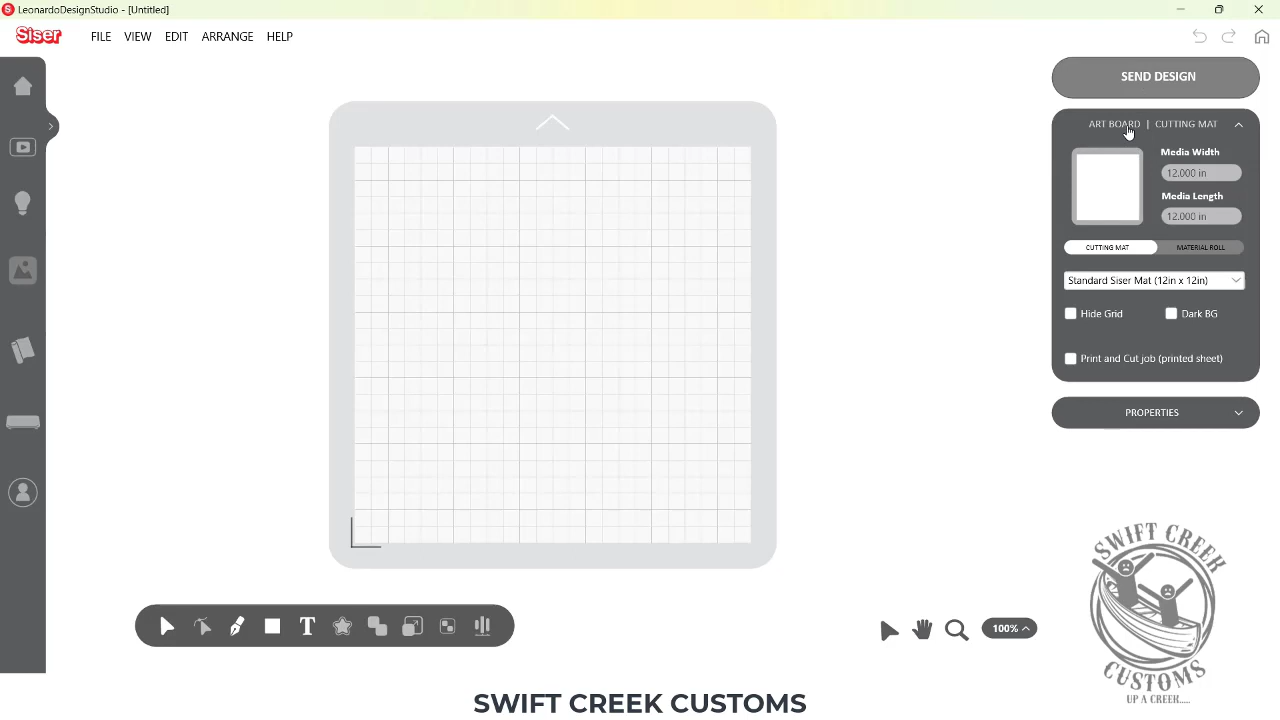 LeonardoDesignStudio - [Untitled]
Siser
FILE VIEW EDIT ARRANGE HELP
SEND DESIGN
ART BOARD | CUTTING MAT
Media Width
12.000 in
Media Length
12.000 in
CUTTING MAT MATERIAL ROLL
Standard Siser Mat (12in x 12in)
Hide Grid Dark BG
Print and Cut job (printed sheet)
PROPERTIES
100%
SWIFT CREEK
CUSTOMS
UP A CREEK.....
SWIFT CREEK CUSTOMS